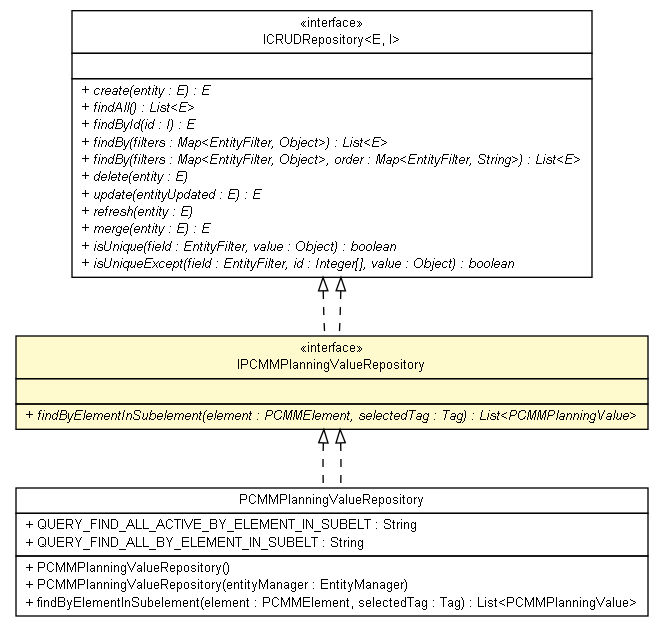 «interface»
ICRUDRepository<E, I>
+ create(entity : E) : E
+ findAll() : List<E>
+ findById(id : I) : E
+ findBy(filters : Map<EntityFilter, Object>) : List<E>
+ findBy(filters : Map<EntityFilter, Object>, order : Map<EntityFilter, String>) : List<E>
+ delete(entity : E)
+ update(entityUpdated : E) : E
+ refresh(entity : E)
+ merge(entity : E) : E
+ isUnique(field : EntityFilter, value : Object) : boolean
+ isUniqueExcept(field : EntityFilter, id : Integer[], value : Object) : boolean
«interface»
IPCMMPlanningValueRepository
+ findByElementInSubelement(element : PCMMElement, selectedTag : Tag) : List<PCMMPlanningValue>
PCMMPlanningValueRepository
+ QUERY_FIND_ALL_ACTIVE_BY_ELEMENT_IN_SUBELT : String
+ QUERY_FIND_ALL_BY_ELEMENT_IN_SUBELT : String
+ PCMMPlanningValueRepository()
+ PCMMPlanningValueRepository(entityManager : EntityManager)
+ findByElementInSubelement(element : PCMMElement, selectedTag : Tag) : List<PCMMPlanningValue>